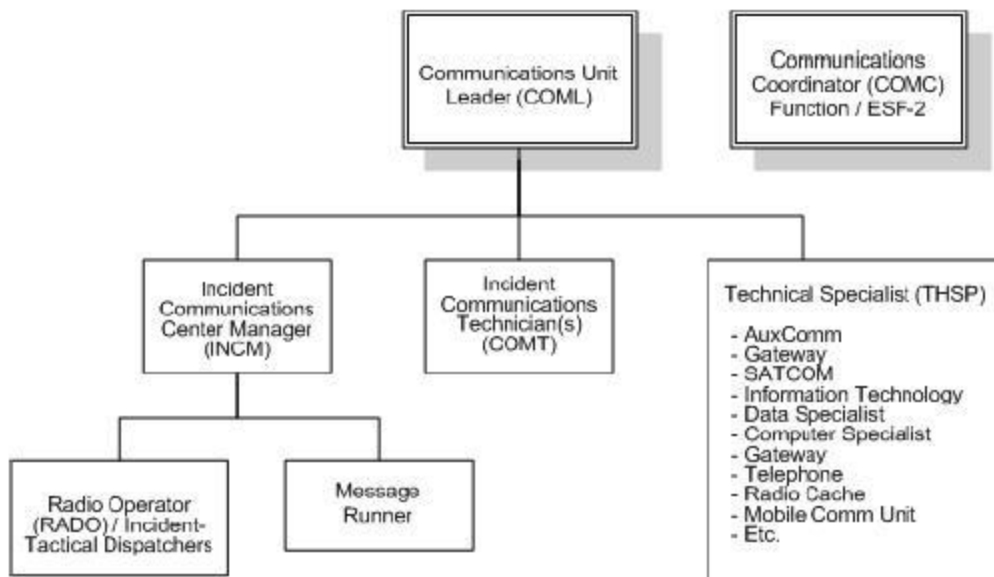 Communications Unit
Leader (COML)
Communications
Coordinator (COMC)
Function / ESF-2
Incident
Communications
Center Manager
(INCM)
Incident
Communications
Technician(s)
(COMT)
Technical Specialist (THSP)
- AuxComm
- Gateway
- SATCOM
- Information Technology
- Data Specialist
- Computer Specialist
- Gateway
- Telephone
- Radio Cache
- Mobile Comm Unit
- Etc.
Radio Operator
(RADO) / Incident-
Tactical Dispatchers
Message
Runner